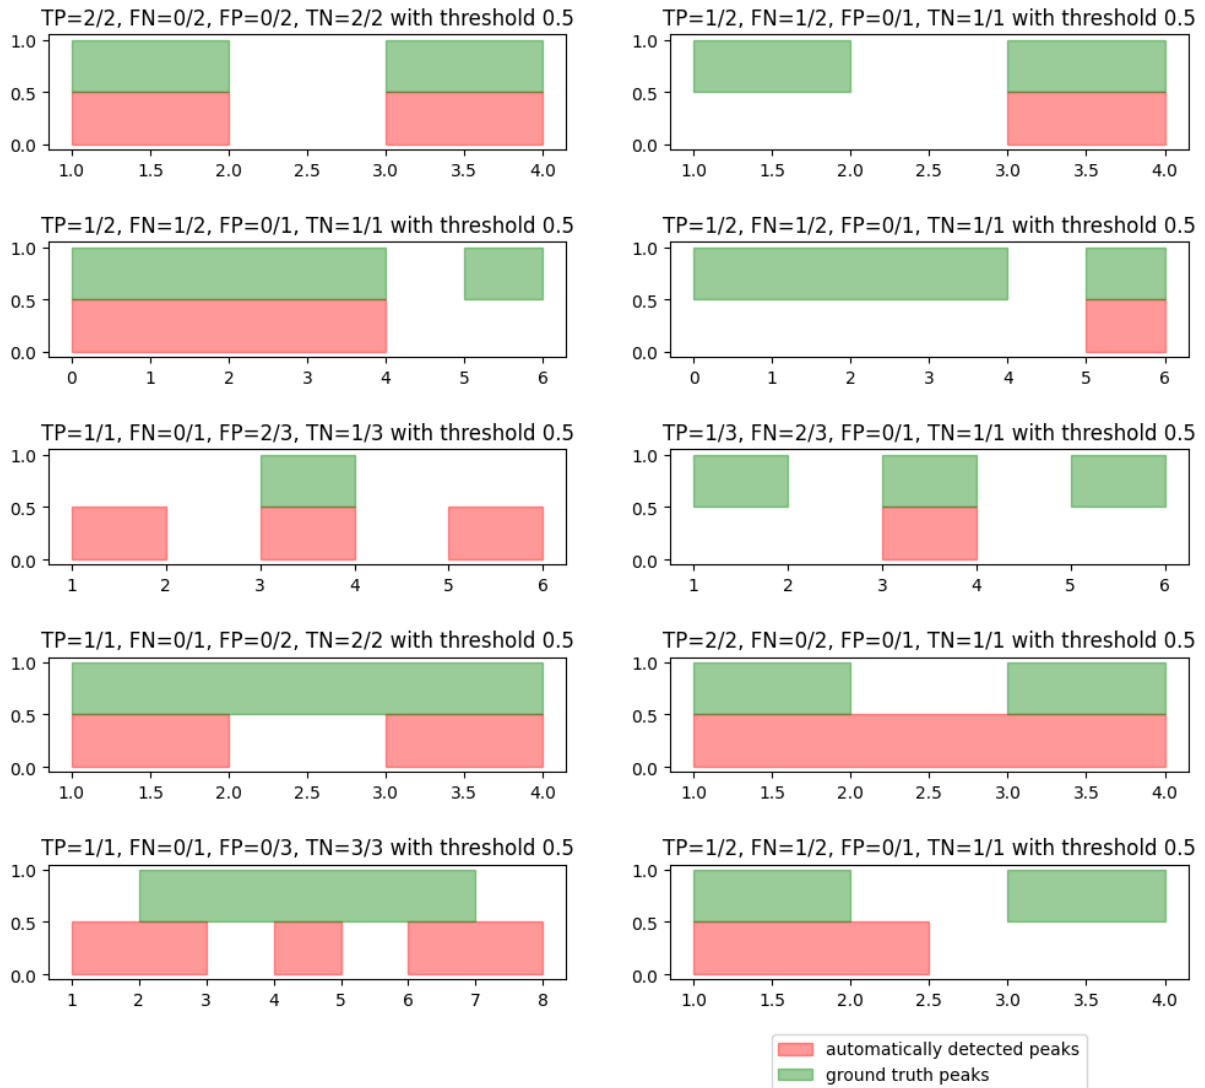 TP=2/2, FN=0/2, FP=0/2, TN=2/2 with threshold 0.5
1.0
0.5
0.0
1.0 1.5 2.0 2.5 3.0 3.5 4.0
TP=1/2, FN=1/2, FP=0/1, TN=1/1 with threshold 0.5
1.0
0.5
0.0
1.0 1.5 2.0 2.5 3.0 3.5 4.0
TP=1/2, FN=1/2, FP=0/1, TN=1/1 with threshold 0.5
1.0
0.5
0.0
0 1 2 3 4 5 6
TP=1/2, FN=1/2, FP=0/1, TN=1/1 with threshold 0.5
1.0
0.5
0.0
0 1 2 3 4 5 6
TP=1/1, FN=0/1, FP=2/3, TN=1/3 with threshold 0.5
1.0
0.5
0.0
1 2 3 4 5 6
TP=1/3, FN=2/3, FP=0/1, TN=1/1 with threshold 0.5
1.0
0.5
0.0
1 2 3 4 5 6
TP=1/1, FN=0/1, FP=0/2, TN=2/2 with threshold 0.5
1.0
0.5
0.0
1.0 1.5 2.0 2.5 3.0 3.5 4.0
TP=2/2, FN=0/2, FP=0/1, TN=1/1 with threshold 0.5
1.0
0.5
0.0
1.0 1.5 2.0 2.5 3.0 3.5 4.0
TP=1/1, FN=0/1, FP=0/3, TN=3/3 with threshold 0.5
1.0
0.5
0.0
1 2 3 4 5 6 7 8
TP=1/2, FN=1/2, FP=0/1, TN=1/1 with threshold 0.5
1.0
0.5
0.0
1.0 1.5 2.0 2.5 3.0 3.5 4.0
automatically detected peaks
ground truth peaks